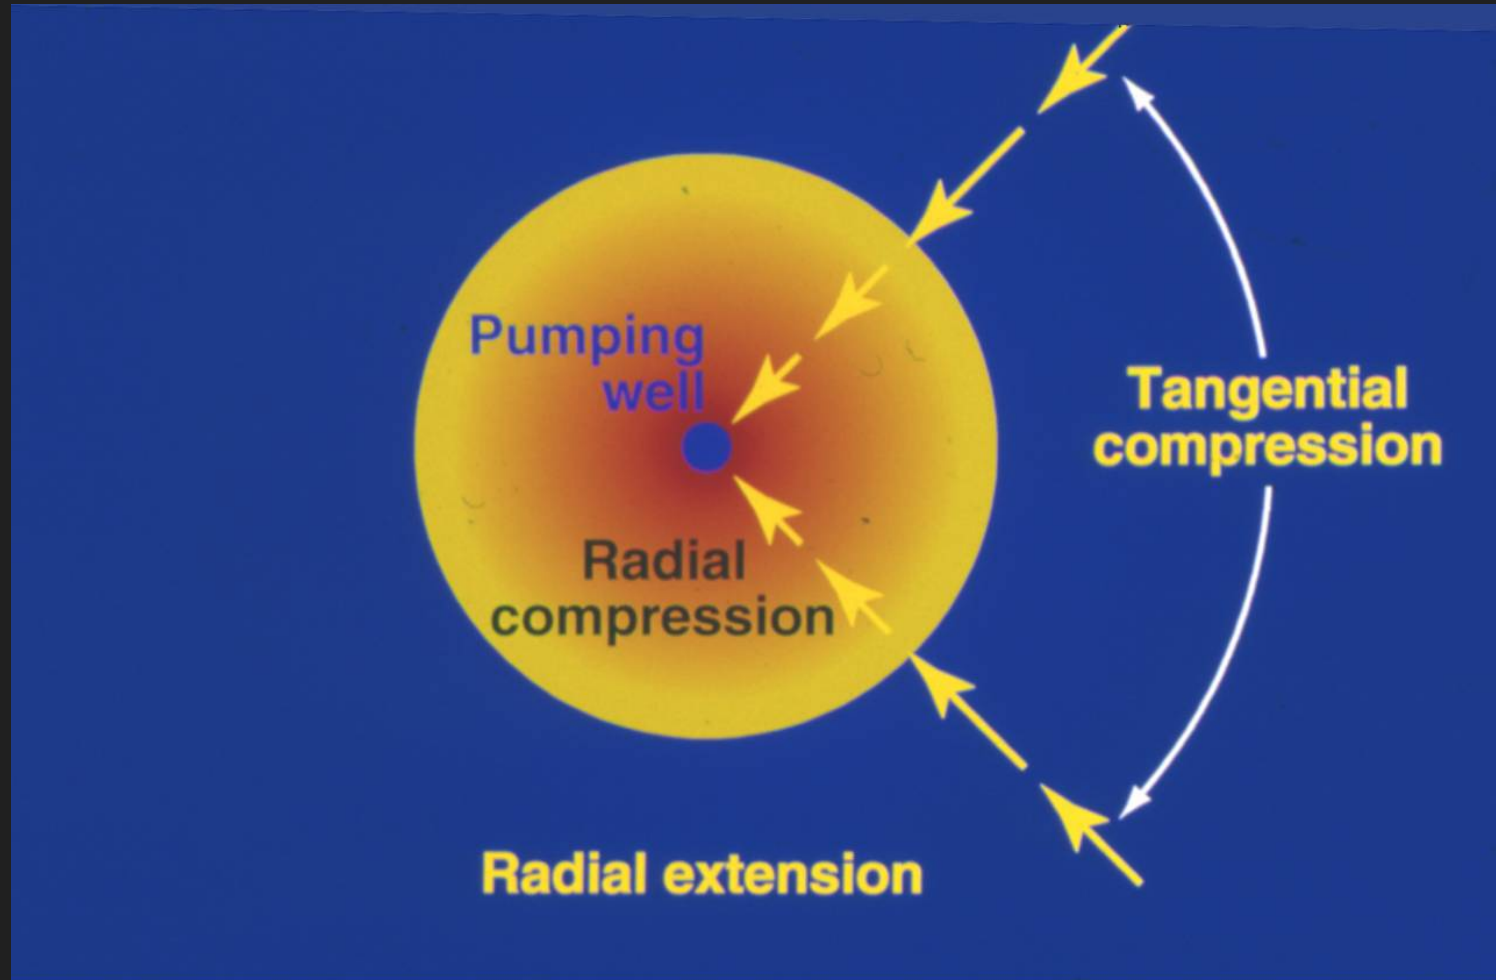 Pumping
well
Tangential
compression
Radial
compression
Radial extension